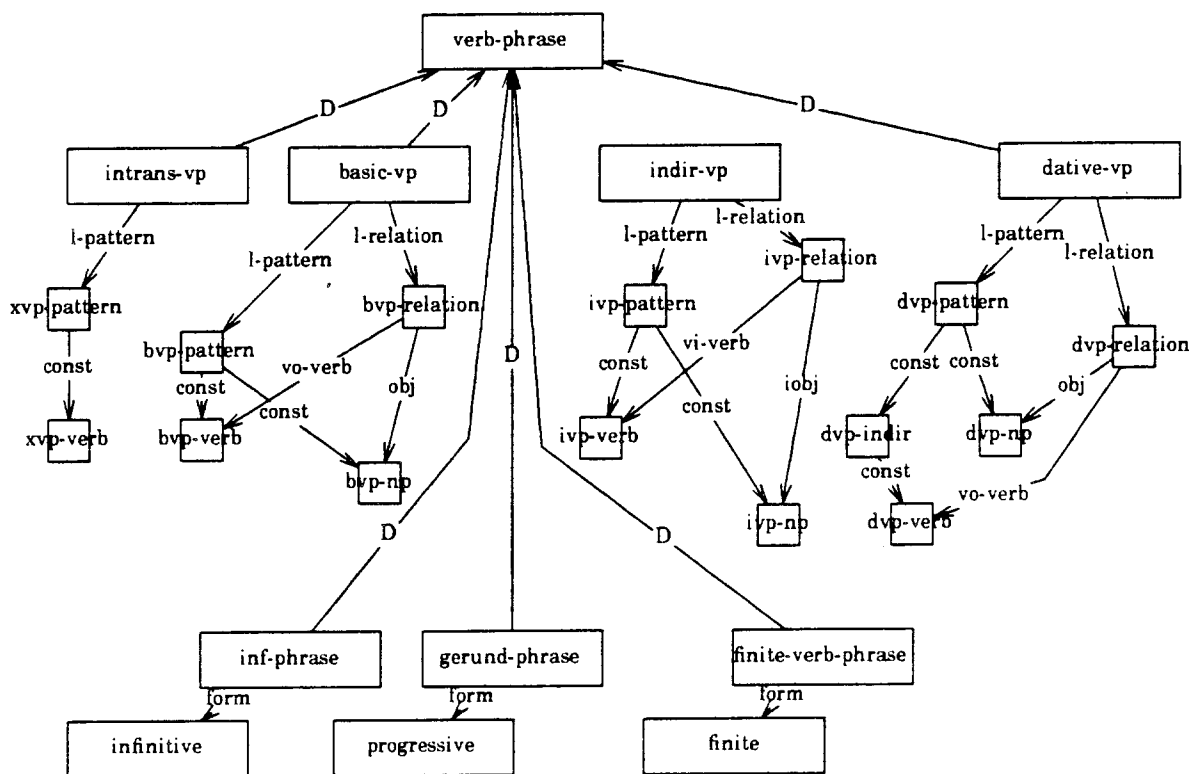 verb-phrase
D
D
D
intrans-vp
basic-vp
indir-vp
dative-vp
l-pattern
l-relation
l-pattern
l-relation
l-pattern
l-pattern
l-relation
xvp-pattern
bvp-relation
ivp-pattern
ivp-relation
dvp-pattern
bvp-pattern
vo-verb
D
vi-verb
dvp-relation
const
const
const
obj
const
const
iobj
const
const
obj
xvp-verb
bvp-verb
ivp-verb
dvp-indir
dvp-np
bvp-np
const
vo-verb
ivp-np
dvp-verb
D
D
inf-phrase
gerund-phrase
finite-verb-phrase
form
form
form
infinitive
progressive
finite